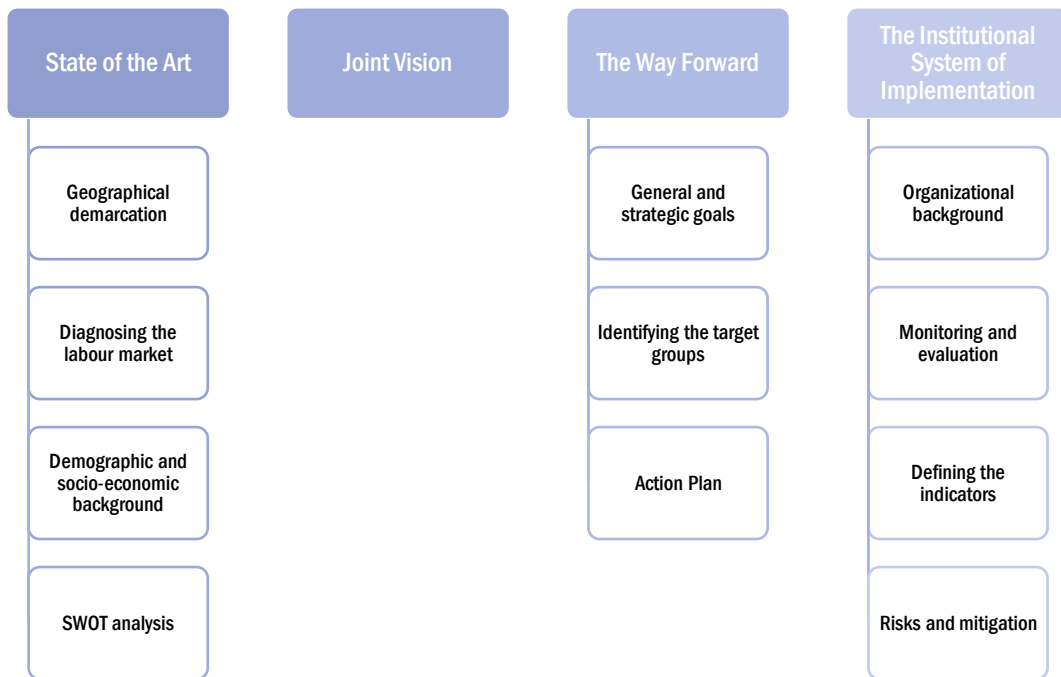 State of the Art
Geographical
demarcation
Diagnosing the
labour market
Demographic and
socio-economic
background
SWOT analysis
Joint Vision
The Way Forward
General and
strategic goals
Identifying the target
groups
Action Plan
The Institutional
System of
Implementation
Organizational
background
Monitoring and
evaluation
Defining the
indicators
Risks and mitigation